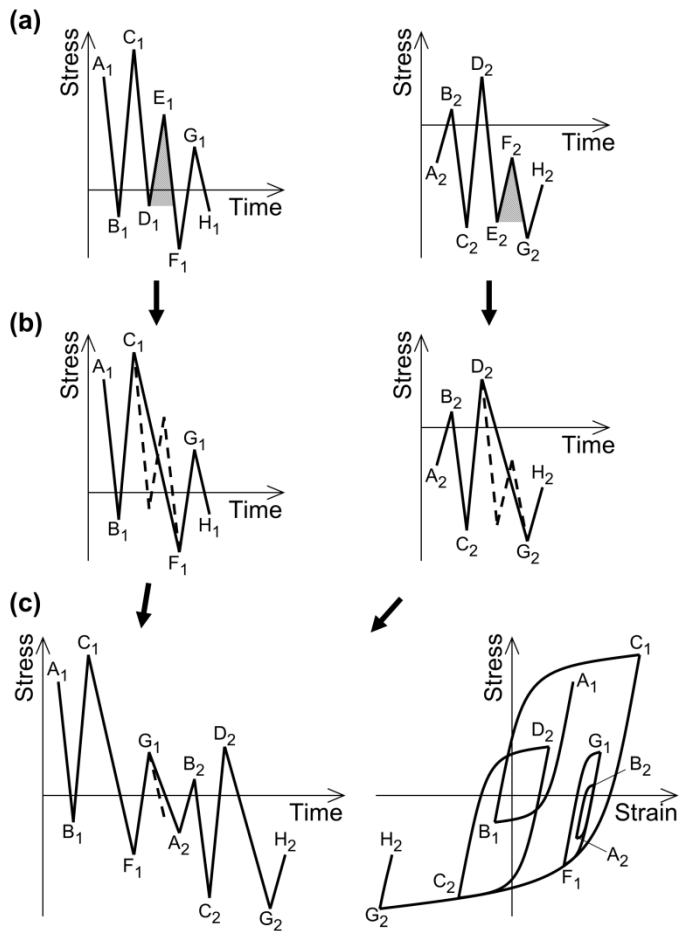 (a)
Stress
A1
C1
E1
G1
Time
B1
D1
H1
F1
Stress
D2
B2
Time
A2
F2
H2
C2
E2
G2
(b)
Stress
C1
A1
G1
Time
B1
H1
F1
Stress
D2
B2
Time
A2
H2
C2
G2
(c)
Stress
C1
A1
G1
D2
B2
Time
B1
A2
F1
H2
C2
G2
Stress
C1
A1
D2
G1
B2
Strain
B1
A2
H2
F1
C2
G2